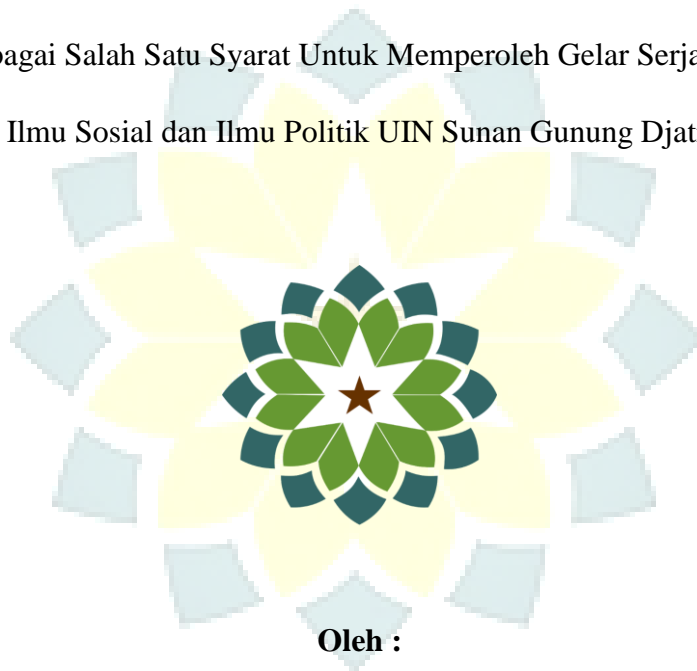 bagai Salah Satu Syarat Untuk Memperoleh Gelar Serja
Ilmu Sosial dan Ilmu Politik UIN Sunan Gunung Djat
Oleh :